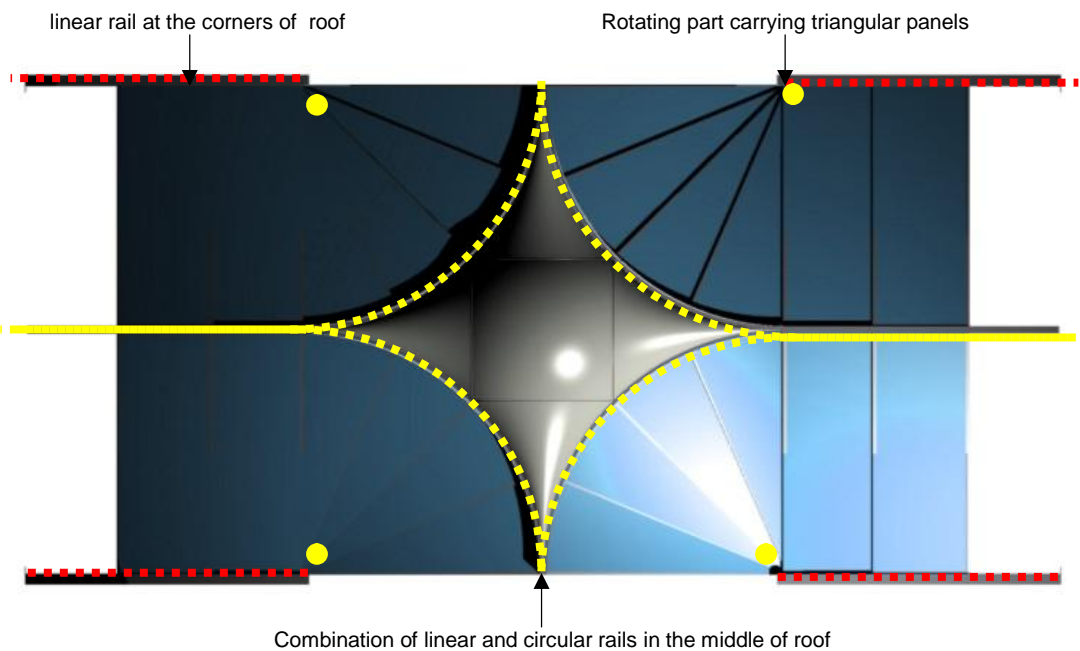 linear rail at the corners of roof
Rotating part carrying triangular panels
Combination of linear and circular rails in the middle of roof